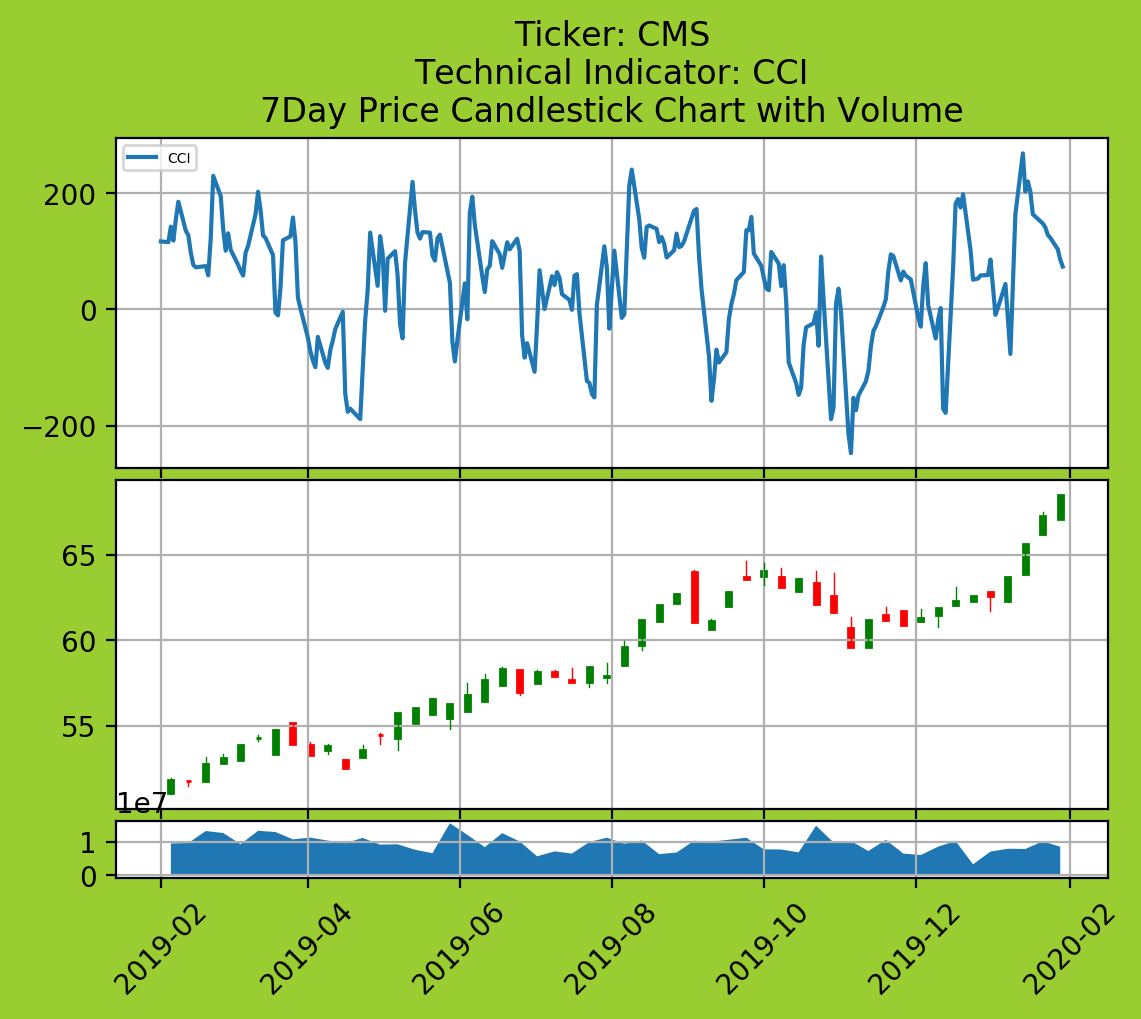 Ticker: CMS
Technical Indicator: CCI
7Day Price Candlestick Chart with Volume
CCI
200
0
−200
65
60
55
1e7
1
0
2019-02 2019-04 2019-06 2019-08 2019-10 2019-12 2020-02